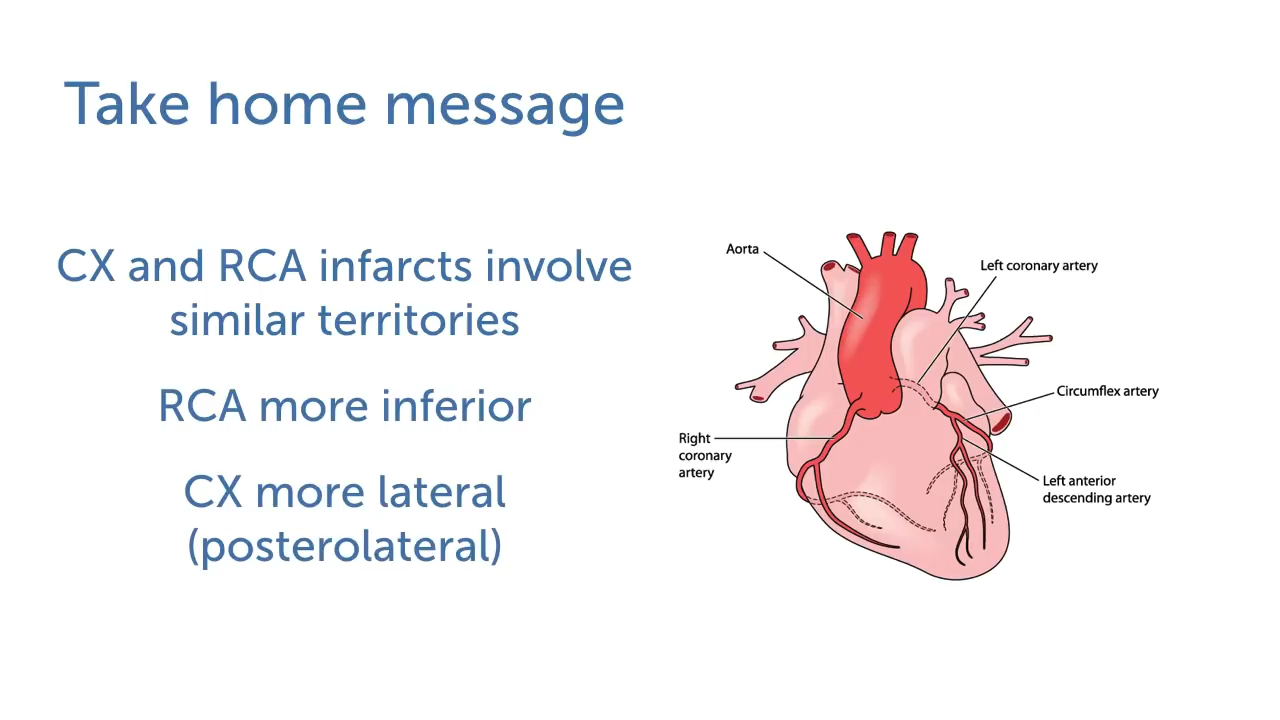 Take home message
CX and RCA infarcts involve
similar territories
RCA more inferior
CX more lateral
(posterolateral)
Aorta
Left coronary artery
Circumflex artery
Right
coronary
artery
Left anterior
descending artery